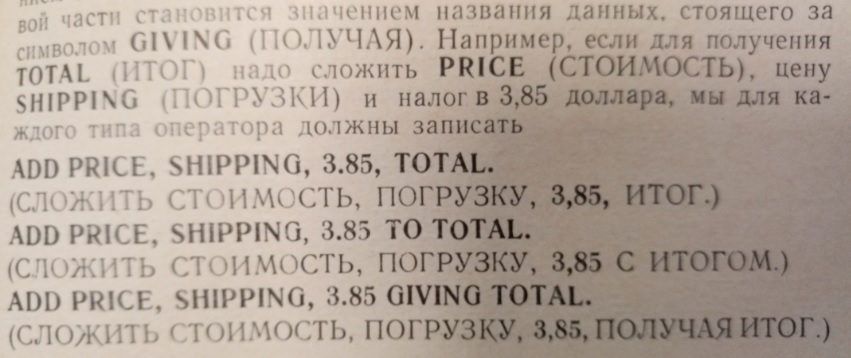 вой части становится значением названия данных, стоящего за
символом GIVING (ПОЛУЧАЯ). Например, если для получения
TOTAL (ИТОГ) надо сложить PRICE (СТОИМОСТЬ), цену
SHIPPING (ПОГРУЗКИ) и налог в 3,85 доллара, мы для ка-
ждого типа оператора должны записать
ADD PRICE, SHIPPING, 3.85, TOTAL.
(СЛОЖИТЬ СТОИМОСТЬ, ПОГРУЗКУ, 3,85, ИТОГ.)
ADD PRICE, SHIPPING, 3.85 TO TOTAL.
(СЛОЖИТЬ СТОИМОСТЬ, ПОГРУЗКУ, 3,85 С ИТОГОМ.)
ADD PRICE, SHIPPING, 3.85 GIVING TOTAL.
(СЛОЖИТЬ СТОИМОСТЬ, ПОГРУЗКУ, 3,85, ПОЛУЧАЯ ИТОГ.)